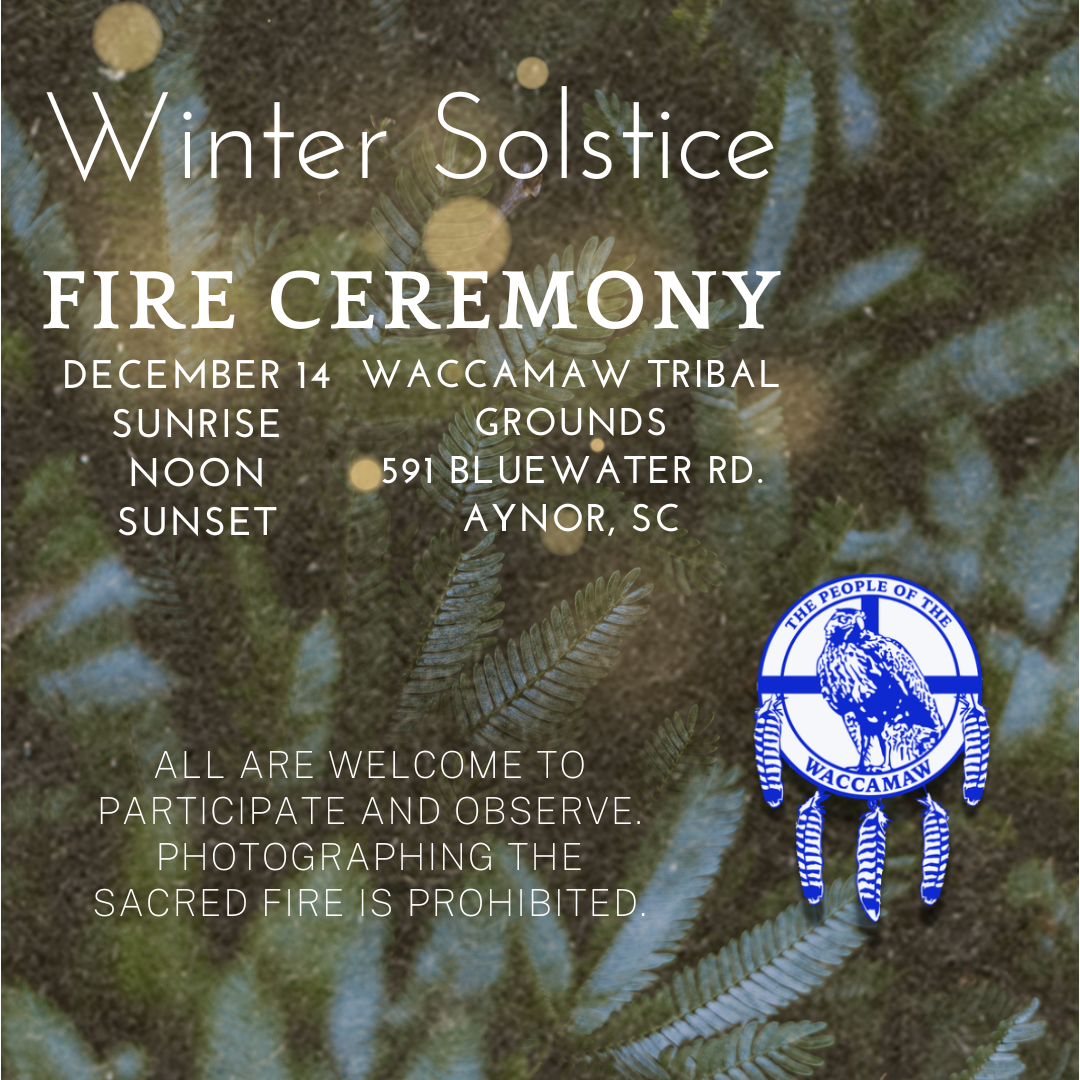 Winter Solstice
FIRE CEREMONY
DECEMBER 14
SUNRISE
NOON
SUNSET
WACCAMAW TRIBAL
GROUNDS
591 BLUEWATER RD.
AYNOR, SC
THE PEOPLE OF THE
WACCAMAW
ALL ARE WELCOME TO
PARTICIPATE AND OBSERVE.
PHOTOGRAPHING THE
SACRED FIRE IS PROHIBITED.